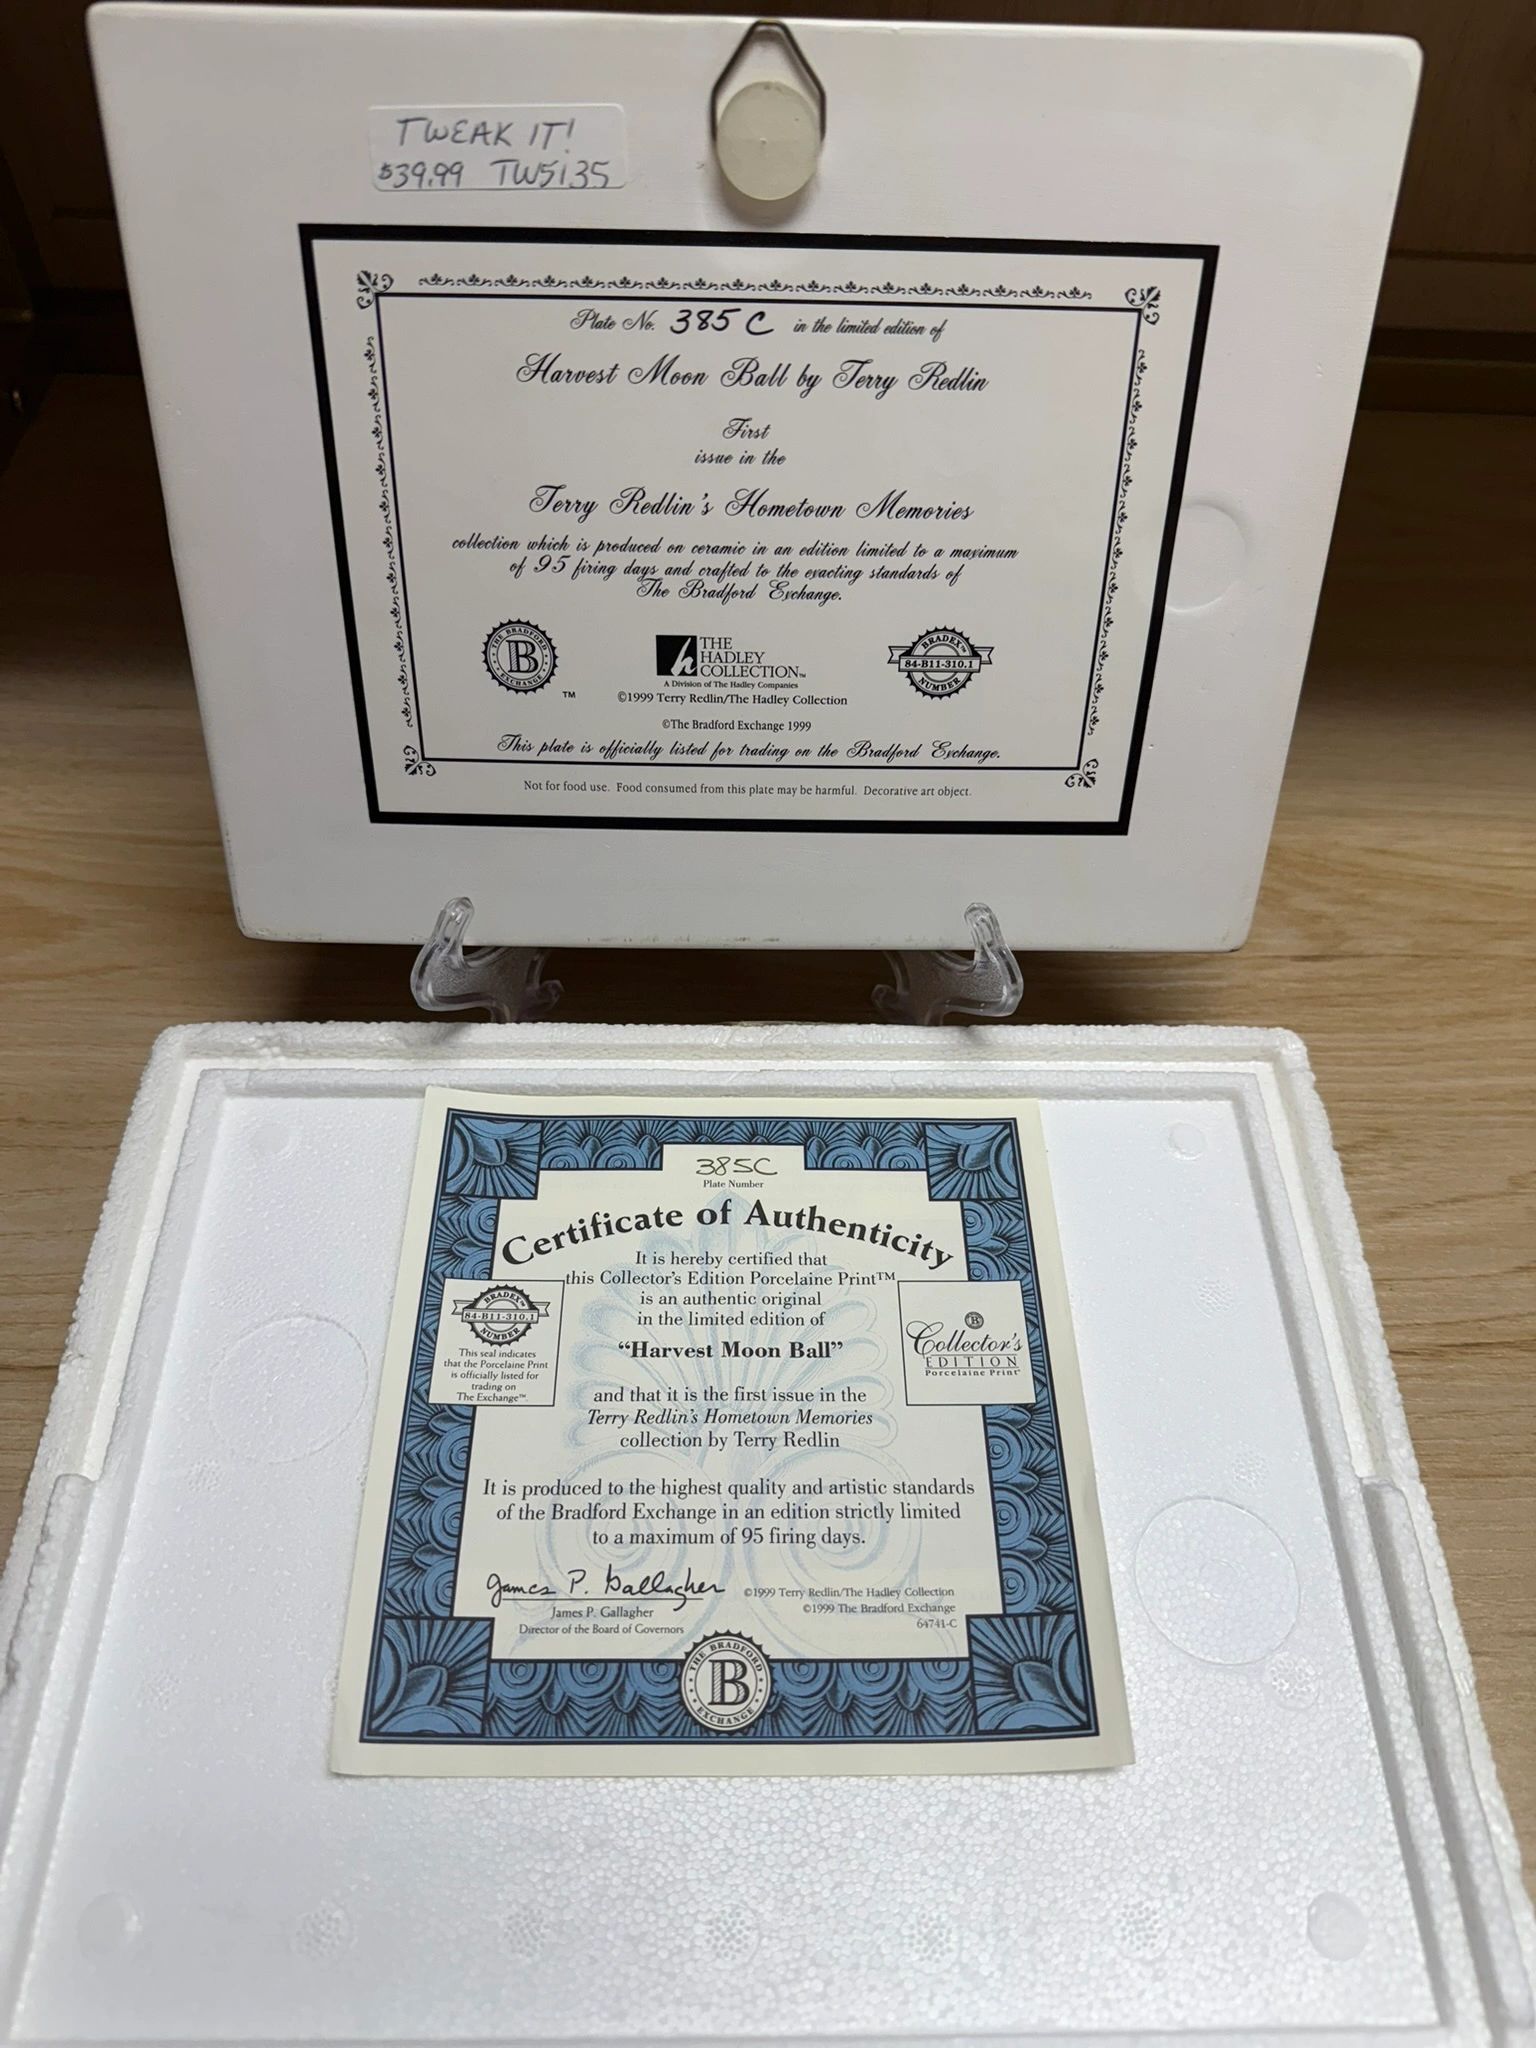 TWEAK IT!
$39.99 TW5135
Plate No. 385 C in the limited edition of
Harvest Moon Ball by Terry Redlin
First
issue in the
Terry Redlin's Hometown Memories
collection which is produced on ceramic in an edition limited to a maximum
of 95 firing days and crafted to the exacting standards of
The Bradford Exchange.
THE BRADFORD
B
EXCHANGE
TM
h
THE
HADLEY
COLLECTION™
A Division of The Hadley Companies
©1999 Terry Redlin/The Hadley Collection
BRADEX™
84-B11-310.1
NUMBER
©The Bradford Exchange 1999
This plate is officially listed for trading on the Bradford Exchange.
Not for food use. Food consumed from this plate may be harmful. Decorative art object.
385C
Plate Number
Certificate of Authenticity
It is hereby certified that
this Collector's Edition Porcelaine Print™
is an authentic original
in the limited edition of
"Harvest Moon Ball"
and that it is the first issue in the
Terry Redlin's Hometown Memories
collection by Terry Redlin
BRADEX™
84-B11-310.1
NUMBER
This seal indicates
that the Porcelaine Print
is officially listed for
trading on
The Exchange™.
B
Collector's
EDITION
Porcelaine Print®
It is produced to the highest quality and artistic standards
of the Bradford Exchange in an edition strictly limited
to a maximum of 95 firing days.
James P. Gallagher
James P. Gallagher
Director of the Board of Governors
©1999 Terry Redlin/The Hadley Collection
©1999 The Bradford Exchange
64741-C
THE BRADFORD
B
EXCHANGE